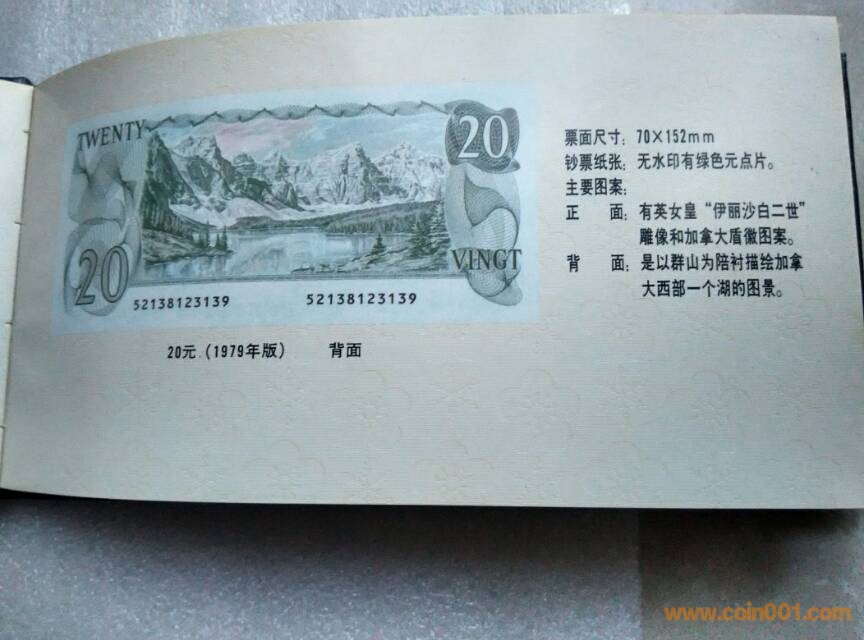 TWENTY
20
20
VINGT
52138123139
52138123139
20元.(1979年版) 背面
票面尺寸: 70×152mm
钞票纸张: 无水印有绿色元点片。
主要图案:
正 面: 有英女皇“伊丽沙白二世”
雕像和加拿大盾徽图案。
背 面: 是以群山为陪衬描绘加拿
大西部一个湖的图景。
www.coin001.com